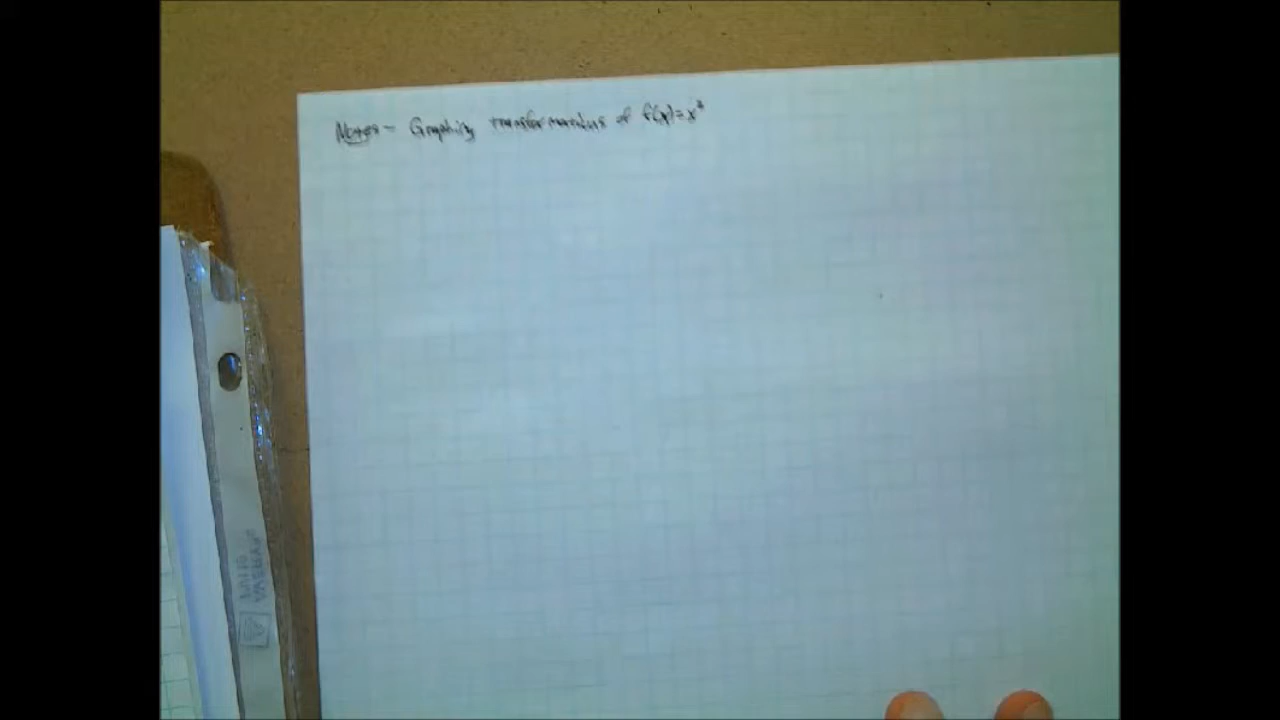 Notes - Graphing transformations of f(x)=x²